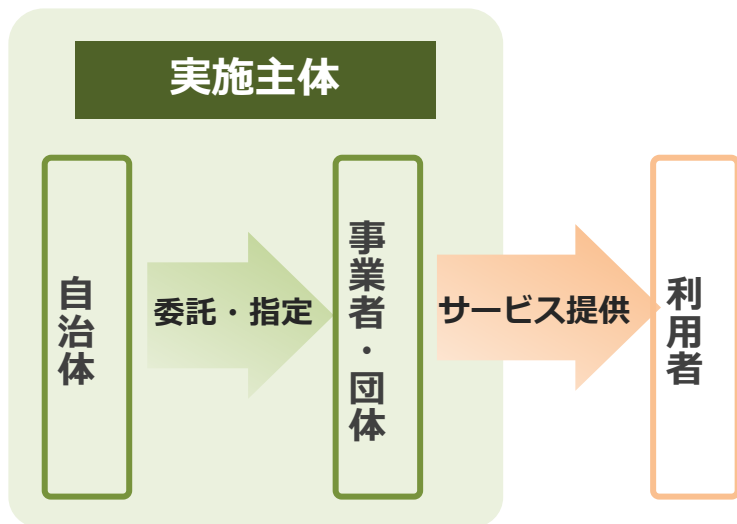 実施主体
自治体
委託・指定
事業者・団体
サービス提供
利用者